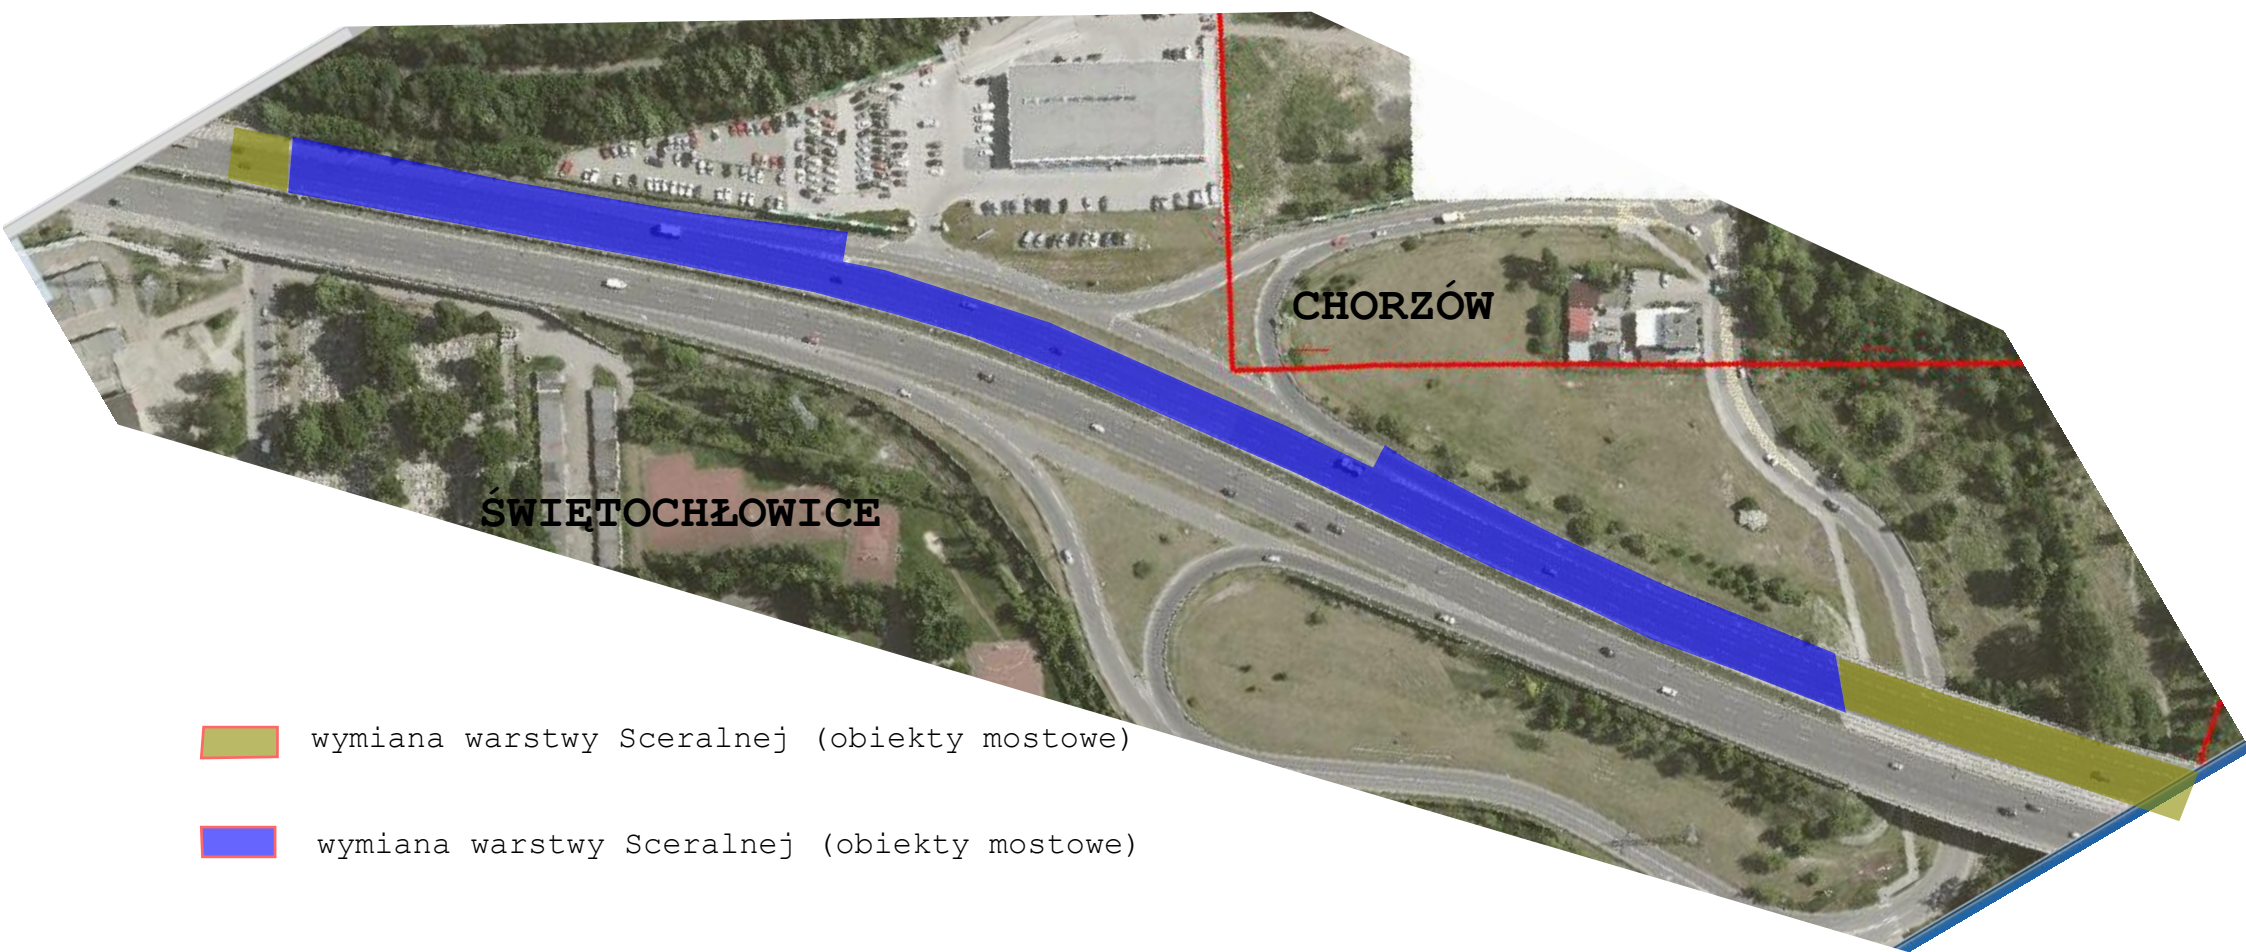 CHORZÓW
ŚWIĘTOCHŁOWICE
wymiana warstwy Sceralnej (obiekty mostowe)
wymiana warstwy Sceralnej (obiekty mostowe)